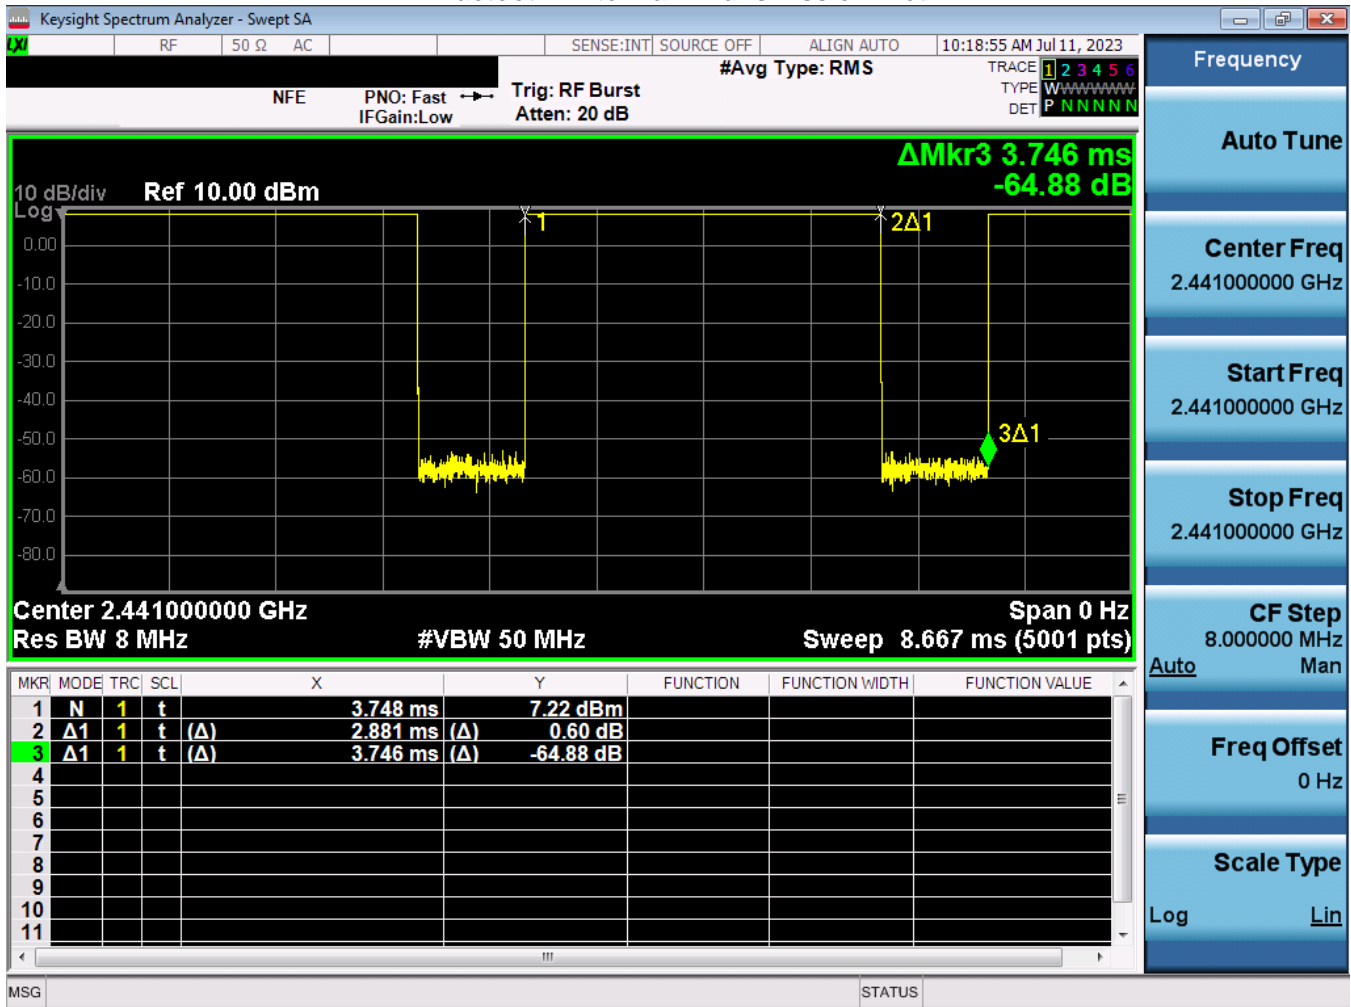 Keysight Spectrum Analyzer - Swept SA
LXI RF 50 Ω AC SENSE:INT SOURCE OFF ALIGN AUTO 10:18:55 AM Jul 11, 2023
#Avg Type: RMS
TRACE 1 2 3 4 5 6
TYPE WWWWWWW
DET P N N N N N
NFE
PNO: Fast
IFGain:Low
Trig: RF Burst
Atten: 20 dB
ΔMkr3 3.746 ms
-64.88 dB
10 dB/div Ref 10.00 dBm
Log
1
2Δ1
3Δ1
0.00
-10.0
-20.0
-30.0
-40.0
-50.0
-60.0
-70.0
-80.0
Center 2.441000000 GHz Span 0 Hz
Res BW 8 MHz #VBW 50 MHz Sweep 8.667 ms (5001 pts)
MKR MODE TRC SCL X Y FUNCTION FUNCTION WIDTH FUNCTION VALUE
1 N 1 t 3.748 ms 7.22 dBm
2 Δ1 1 t (Δ) 2.881 ms (Δ) 0.60 dB
3 Δ1 1 t (Δ) 3.746 ms (Δ) -64.88 dB
4
5
6
7
8
9
10
11
MSG STATUS
Frequency
Auto Tune
Center Freq
2.441000000 GHz
Start Freq
2.441000000 GHz
Stop Freq
2.441000000 GHz
CF Step
8.000000 MHz
Auto Man
Freq Offset
0 Hz
Scale Type
Log Lin